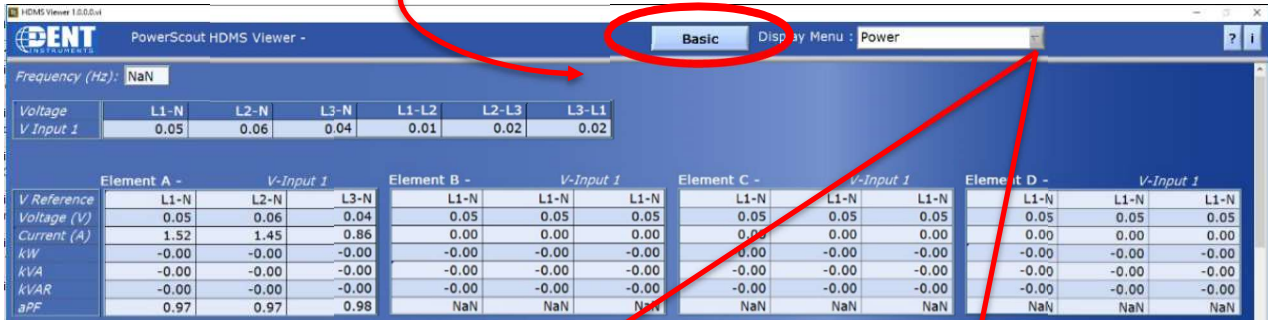 HDMS Viewer 1.0.0.0.vi
DENT INSTRUMENTS PowerScout HDMS Viewer - Basic Display Menu : Power ? i
Frequency (Hz): NaN
Voltage L1-N L2-N L3-N L1-L2 L2-L3 L3-L1
V Input 1 0.05 0.06 0.04 0.01 0.02 0.02
Element A - V-Input 1 Element B - V-Input 1 Element C - V-Input 1 Element D - V-Input 1
V Reference L1-N L2-N L3-N L1-N L1-N L1-N L1-N L1-N L1-N L1-N L1-N L1-N
Voltage (V) 0.05 0.06 0.04 0.05 0.05 0.05 0.05 0.05 0.05 0.05 0.05 0.05
Current (A) 1.52 1.45 0.86 0.00 0.00 0.00 0.00 0.00 0.00 0.00 0.00 0.00
kW -0.00 -0.00 -0.00 -0.00 -0.00 -0.00 -0.00 -0.00 -0.00 -0.00 -0.00 -0.00
kVA -0.00 -0.00 -0.00 -0.00 -0.00 -0.00 -0.00 -0.00 -0.00 -0.00 -0.00 -0.00
kVAR -0.00 -0.00 -0.00 -0.00 -0.00 -0.00 -0.00 -0.00 -0.00 -0.00 -0.00 -0.00
aPF 0.97 0.97 0.98 NaN NaN NaN NaN NaN NaN NaN NaN NaN